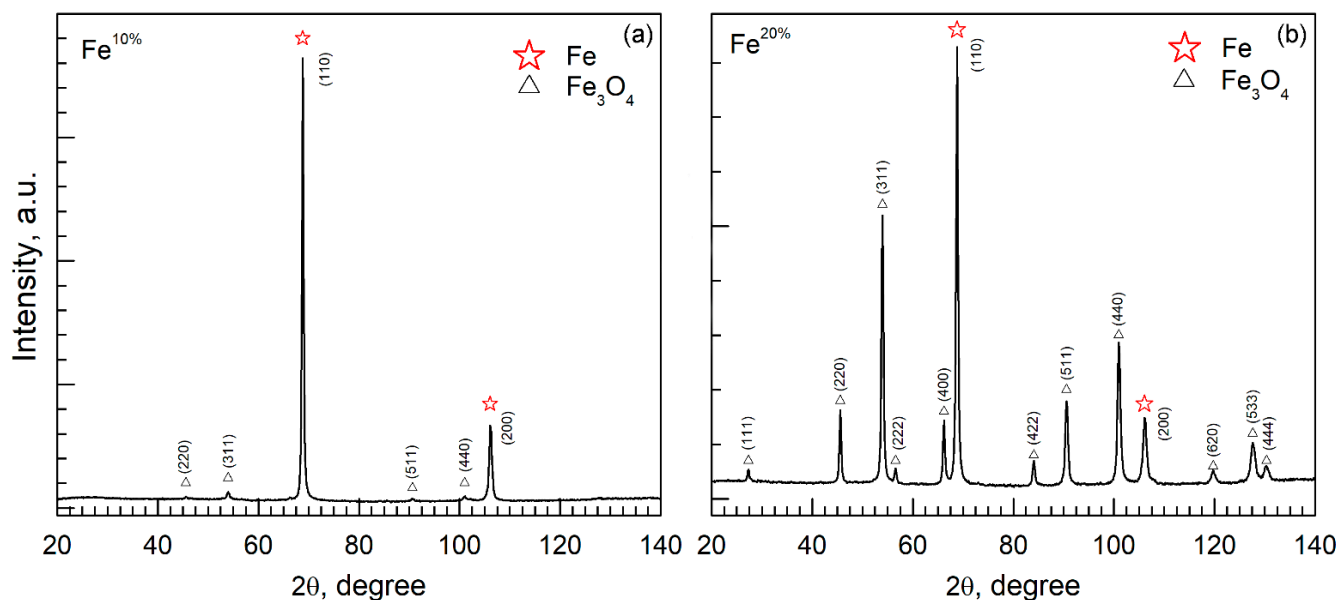 Fe10%
(a)
Fe
Fe3O4
(110)
(220)
(311)
(511)
(440)
(200)
Intensity, a.u.
20 40 60 80 100 120 140
2θ, degree
Fe20%
(b)
Fe
Fe3O4
(110)
(311)
(111)
(220)
(222)
(400)
(422)
(511)
(440)
(200)
(620)
(533)
(444)
20 40 60 80 100 120 140
2θ, degree